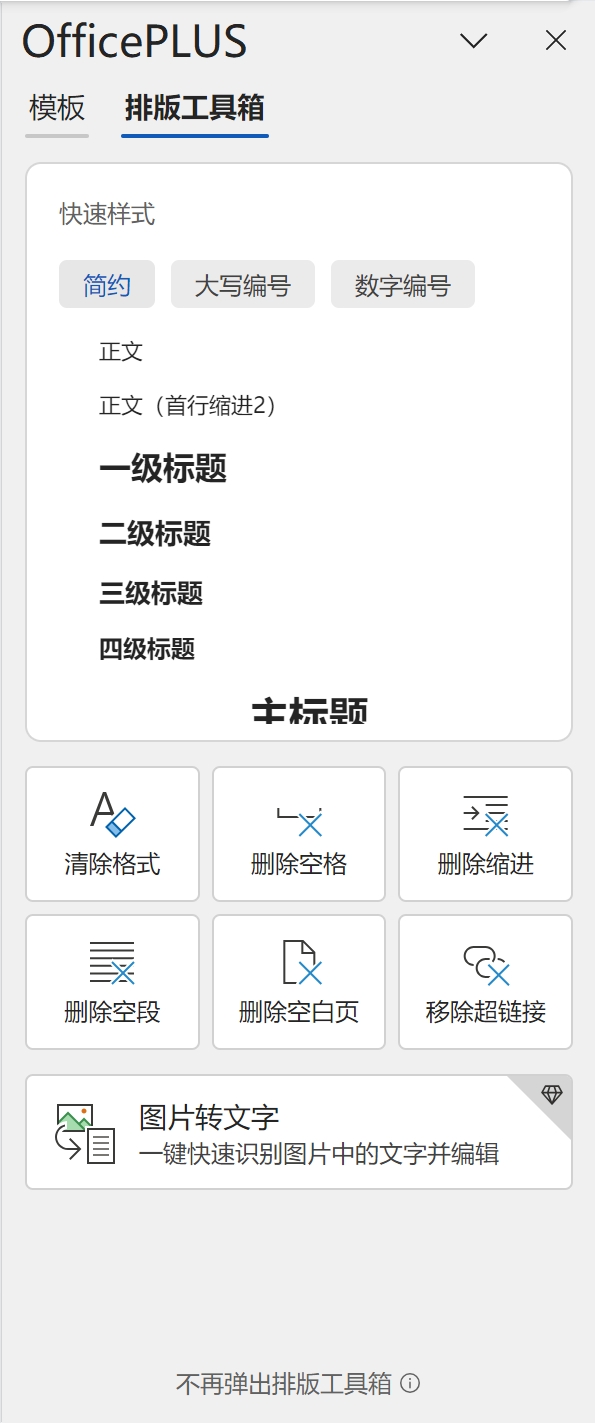 OfficePLUS
模板 排版工具箱
快速样式
简约 大写编号 数字编号
正文
正文（首行缩进2）
一级标题
二级标题
三级标题
四级标题
主标题
清除格式 删除空格 删除缩进
删除空段 删除空白页 移除超链接
图片转文字
一键快速识别图片中的文字并编辑
不再弹出排版工具箱